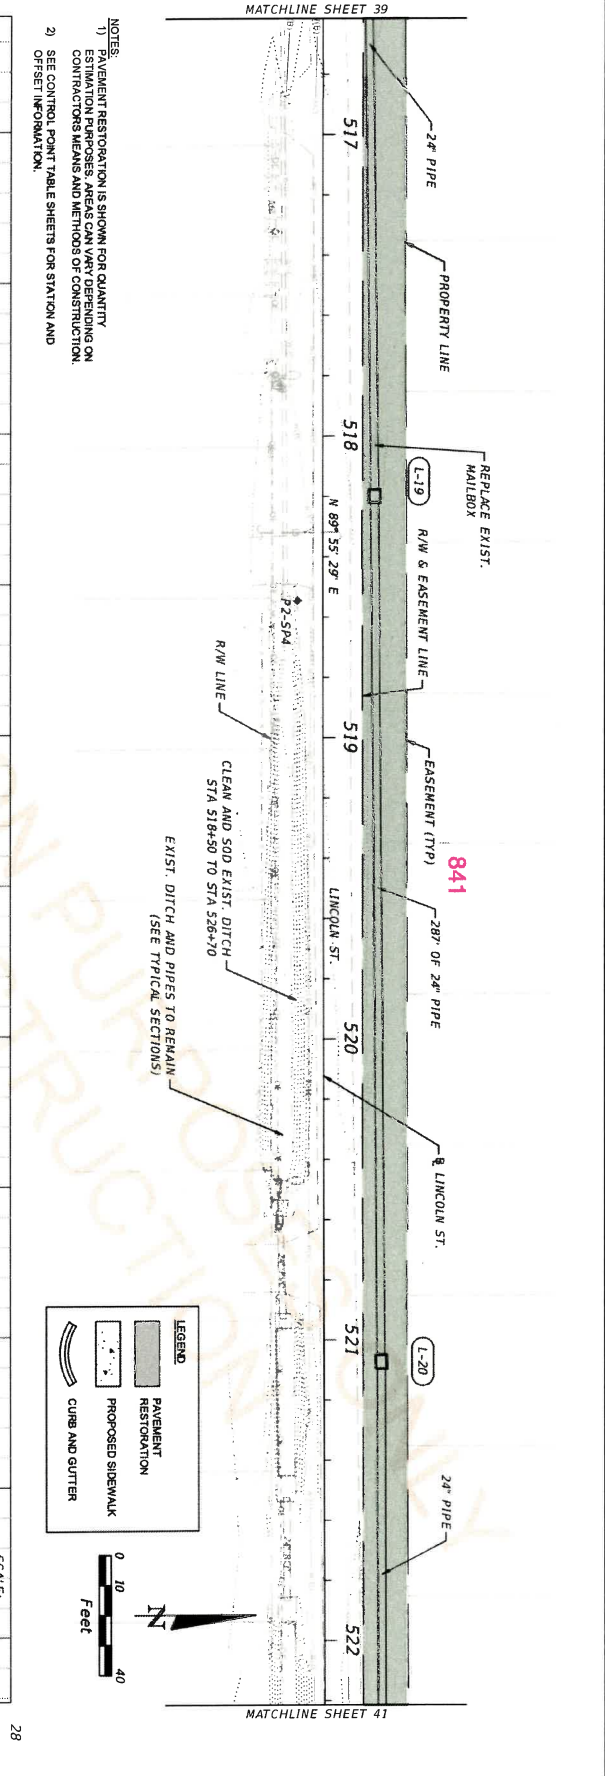 MATCHLINE SHEET 39
517
24" PIPE
PROPERTY LINE
518
L-19
REPLACE EXIST.
MAILBOX
N 89° 55' 29" E
P2-SP4
R/W & EASEMENT LINE
R/W LINE
519
EASEMENT (TYP)
841
CLEAN AND SOD EXIST. DITCH
STA 518+50 TO STA 526+70
LINCOLN ST.
287' OF 24" PIPE
EXIST. DITCH AND PIPES TO REMAIN
(SEE TYPICAL SECTIONS)
520
LINCOLN ST.
521
L-20
24" PIPE
522
MATCHLINE SHEET 41
NOTES:
1) PAVEMENT RESTORATION IS SHOWN FOR QUANTITY
ESTIMATION PURPOSES. AREAS CAN VARY DEPENDING ON
CONTRACTORS MEANS AND METHODS OF CONSTRUCTION.
2) SEE CONTROL POINT TABLE SHEETS FOR STATION AND
OFFSET INFORMATION.
LEGEND
PAVEMENT
RESTORATION
PROPOSED SIDEWALK
CURB AND GUTTER
0 10 40
Feet
N
28